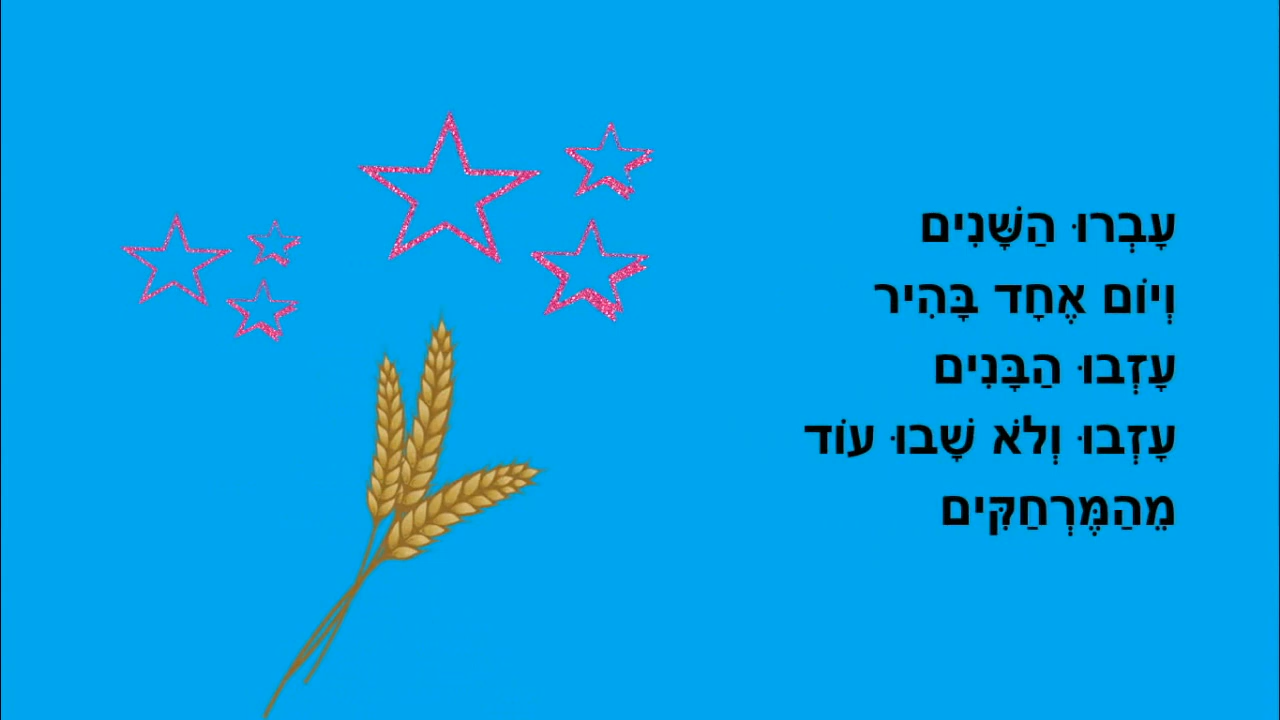 עָבְרוּ הַשָּׁנִים
וְיוֹם אֶחָד בָּהִיר
עָזְבוּ הַבָּנִים
עָזְבוּ וְלֹא שָׁבוּ עוֹד
מֵהַמֶּרְחַקִּים